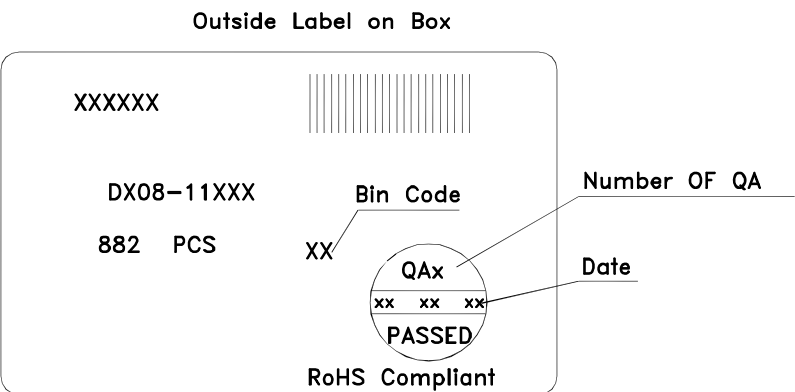 Outside Label on Box
XXXXXX
DX08-11XXX
Bin Code
Number OF QA
882 PCS
XX
QAx
Date
xx xx xx
PASSED
RoHS Compliant